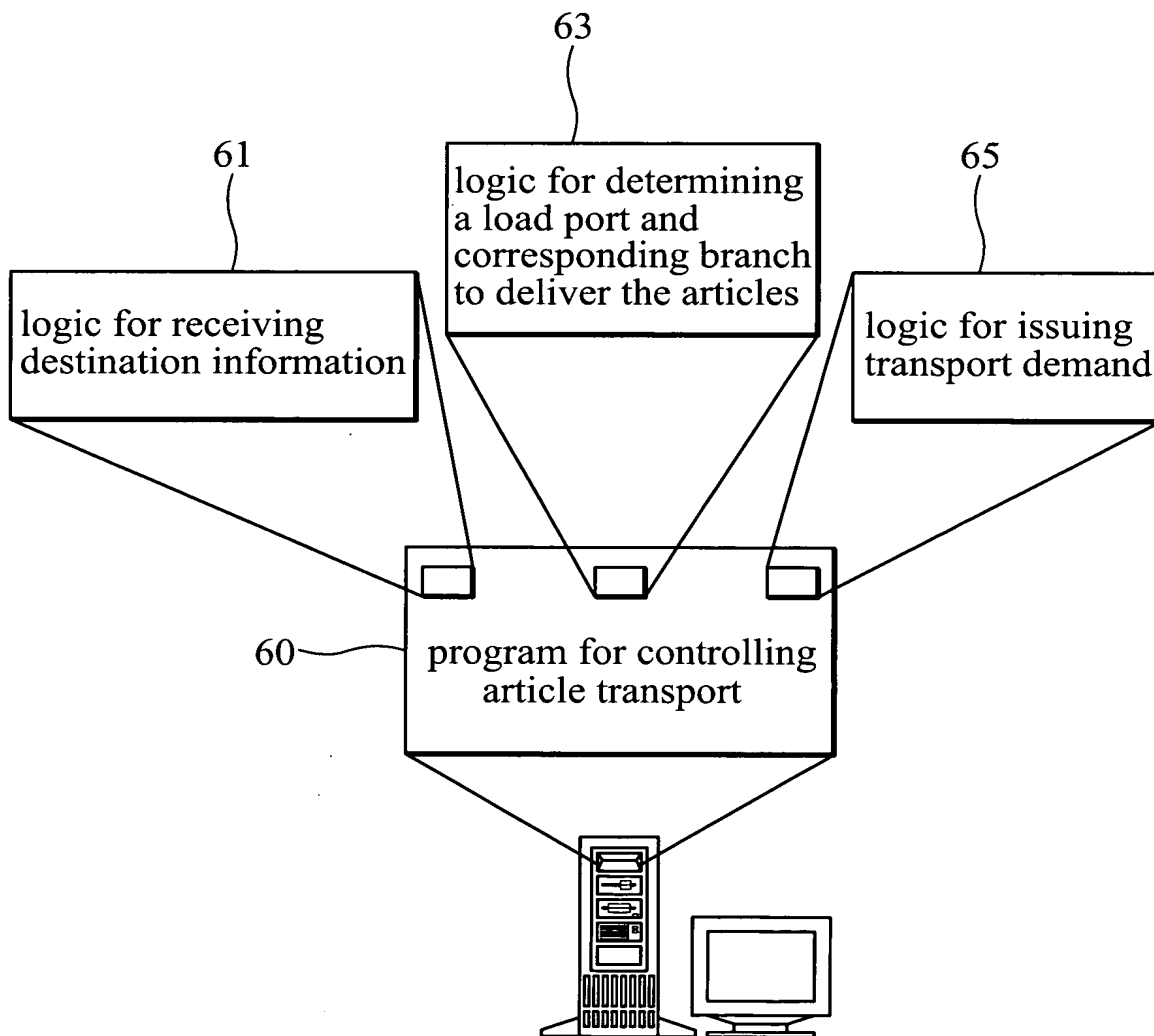 63
61
logic for determining
a load port and
corresponding branch
to deliver the articles
65
logic for receiving
destination information
logic for issuing
transport demand
60
program for controlling
article transport